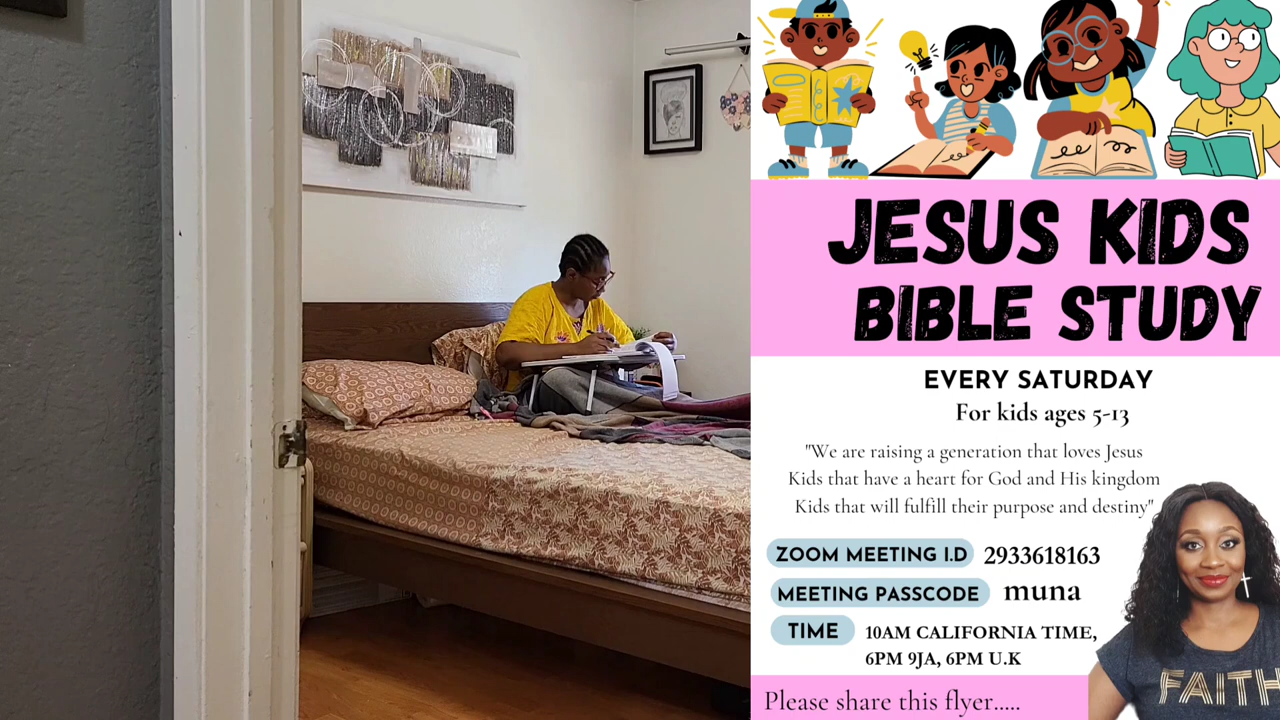 JESUS KIDS
BIBLE STUDY
EVERY SATURDAY
For kids ages 5-13
"We are raising a generation that loves Jesus
Kids that have a heart for God and His kingdom
Kids that will fulfill their purpose and destiny"
ZOOM MEETING I.D 2933618163
MEETING PASSCODE muna
TIME 10AM CALIFORNIA TIME,
6PM 9JA, 6PM U.K
FAITH
Please share this flyer.....